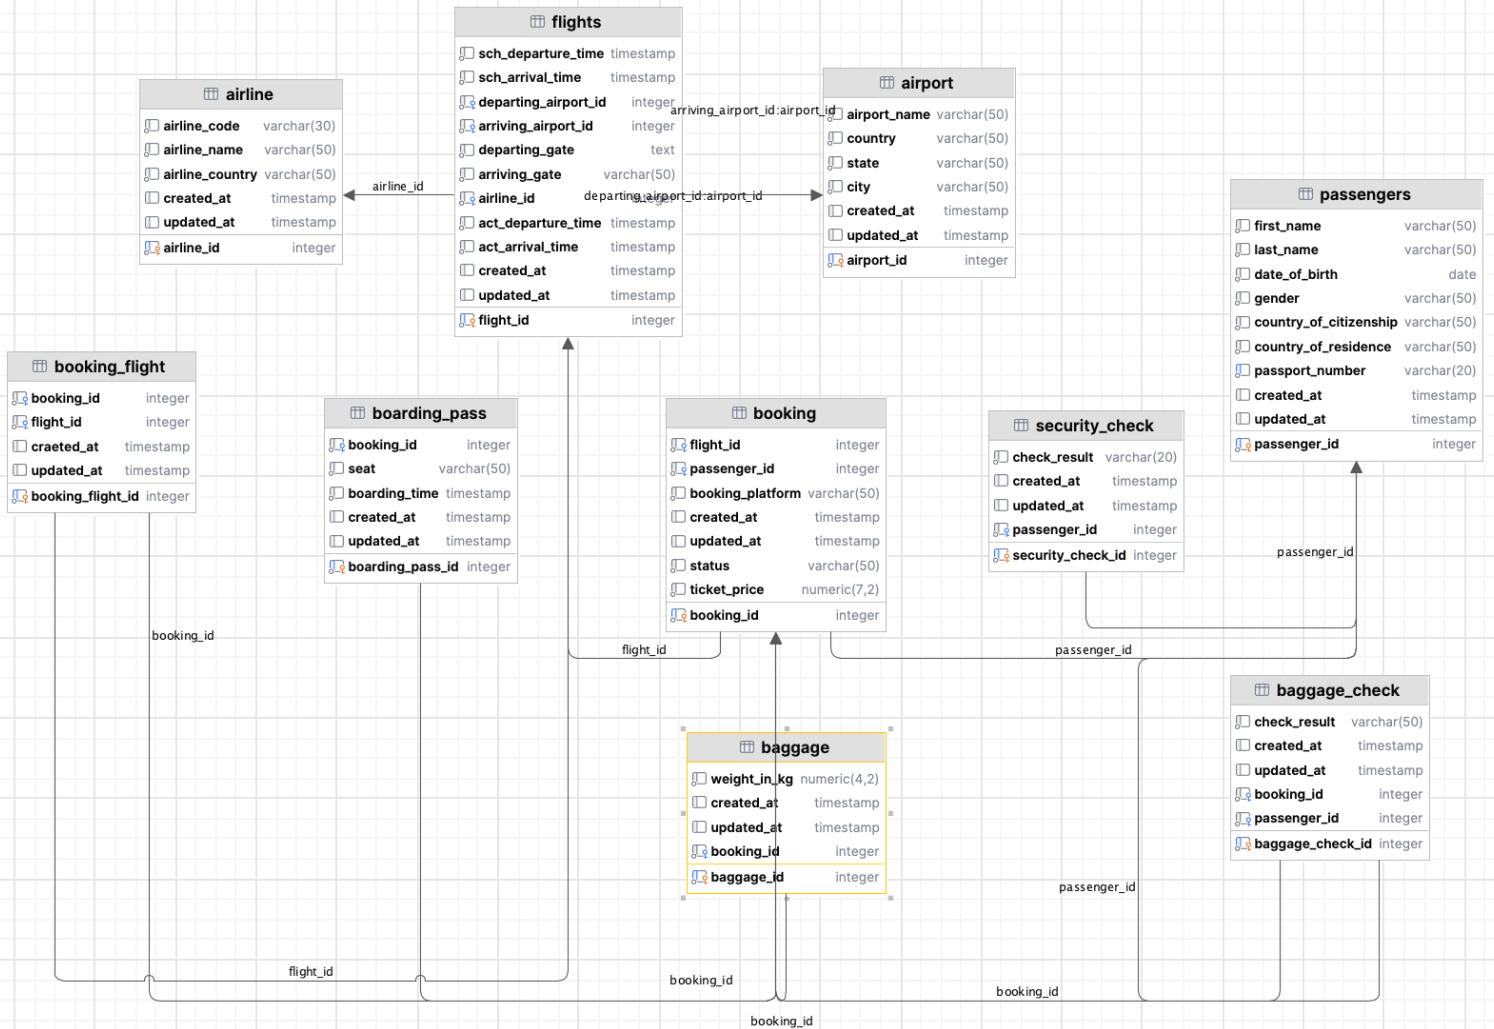 flights
sch_departure_time timestamp
sch_arrival_time timestamp
departing_airport_id integer
arriving_airport_id integer
departing_gate text
arriving_gate varchar(50)
airline_id integer
act_departure_time timestamp
act_arrival_time timestamp
created_at timestamp
updated_at timestamp
flight_id integer
airline
airline_code varchar(30)
airline_name varchar(50)
airline_country varchar(50)
created_at timestamp
updated_at timestamp
airline_id integer
airline_id
arriving_airport_id:airport_id
departing_airport_id:airport_id
airport
airport_name varchar(50)
country varchar(50)
state varchar(50)
city varchar(50)
created_at timestamp
updated_at timestamp
airport_id integer
passengers
first_name varchar(50)
last_name varchar(50)
date_of_birth date
gender varchar(50)
country_of_citizenship varchar(50)
country_of_residence varchar(50)
passport_number varchar(20)
created_at timestamp
updated_at timestamp
passenger_id integer
booking_flight
booking_id integer
flight_id integer
craeted_at timestamp
updated_at timestamp
booking_flight_id integer
boarding_pass
booking_id integer
seat varchar(50)
boarding_time timestamp
created_at timestamp
updated_at timestamp
boarding_pass_id integer
booking
flight_id integer
passenger_id integer
booking_platform varchar(50)
created_at timestamp
updated_at timestamp
status varchar(50)
ticket_price numeric(7,2)
booking_id integer
security_check
check_result varchar(20)
created_at timestamp
updated_at timestamp
passenger_id integer
security_check_id integer
passenger_id
booking_id
flight_id
passenger_id
baggage
weight_in_kg numeric(4,2)
created_at timestamp
updated_at timestamp
booking_id integer
baggage_id integer
baggage_check
check_result varchar(50)
created_at timestamp
updated_at timestamp
booking_id integer
passenger_id integer
baggage_check_id integer
passenger_id
flight_id
booking_id
booking_id
booking_id